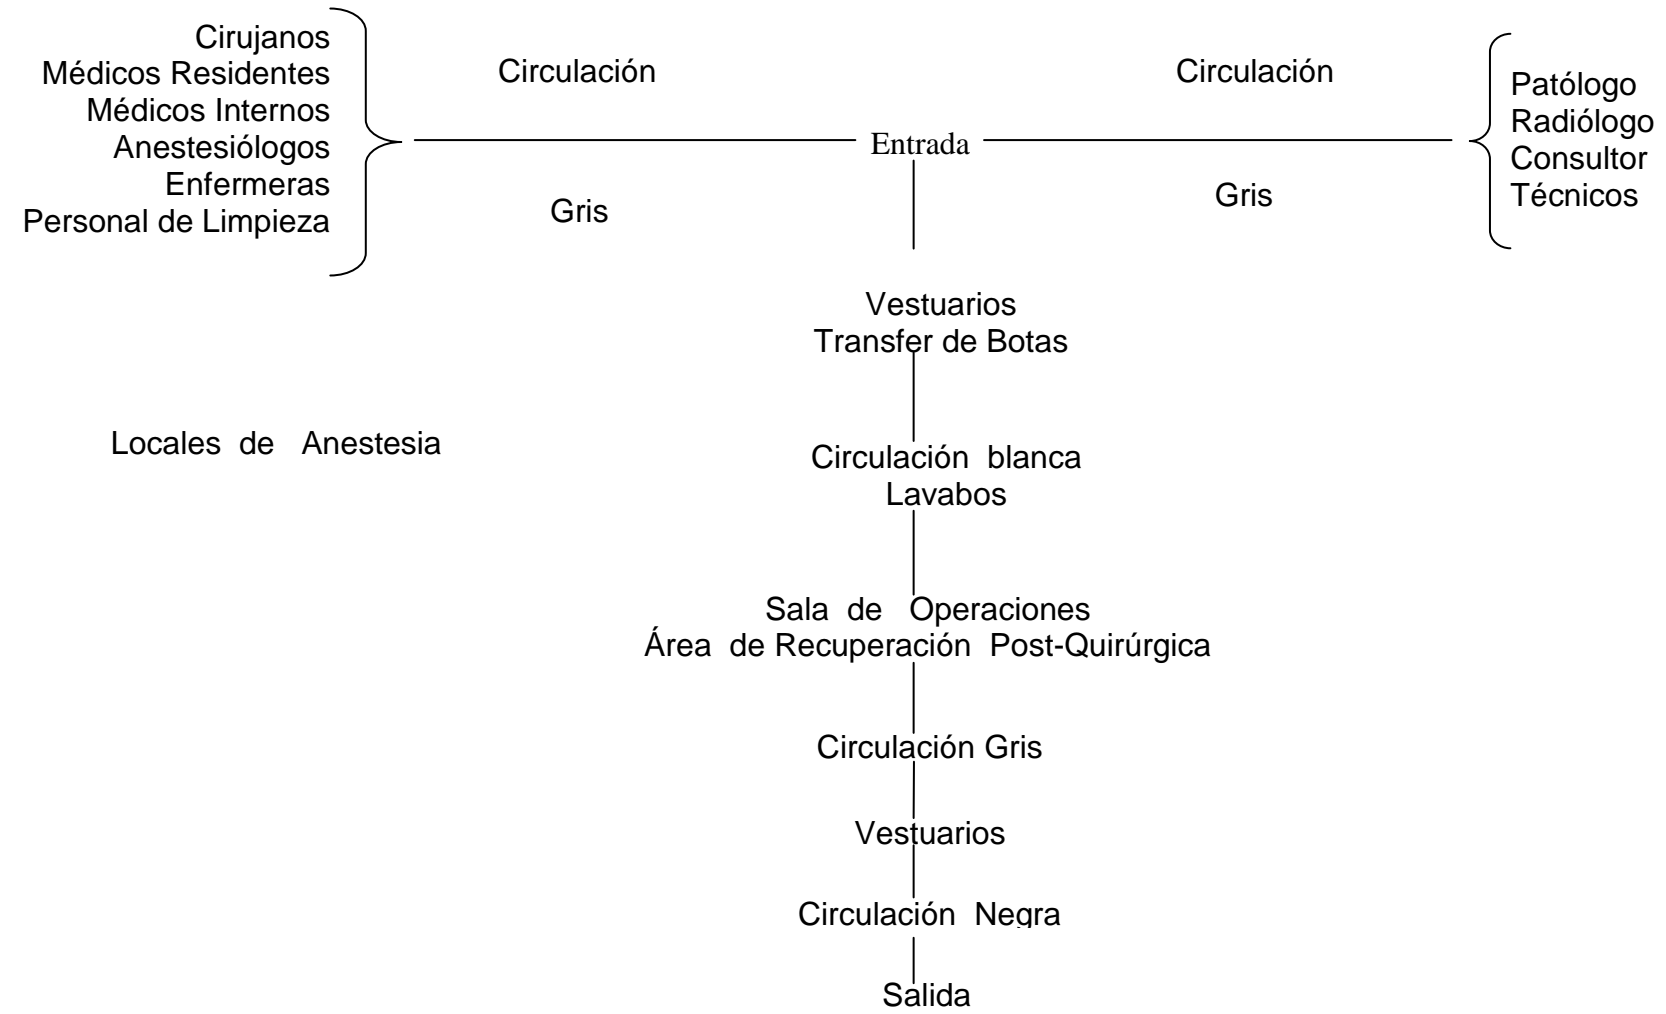 Cirujanos
Médicos Residentes
Médicos Internos
Anestesiólogos
Enfermeras
Personal de Limpieza
Circulación
Gris
Entrada
Circulación
Gris
Patólogo
Radiólogo
Consultor
Técnicos
Vestuarios
Transfer de Botas
Locales de Anestesia
Circulación blanca
Lavabos
Sala de Operaciones
Área de Recuperación Post-Quirúrgica
Circulación Gris
Vestuarios
Circulación Negra
Salida